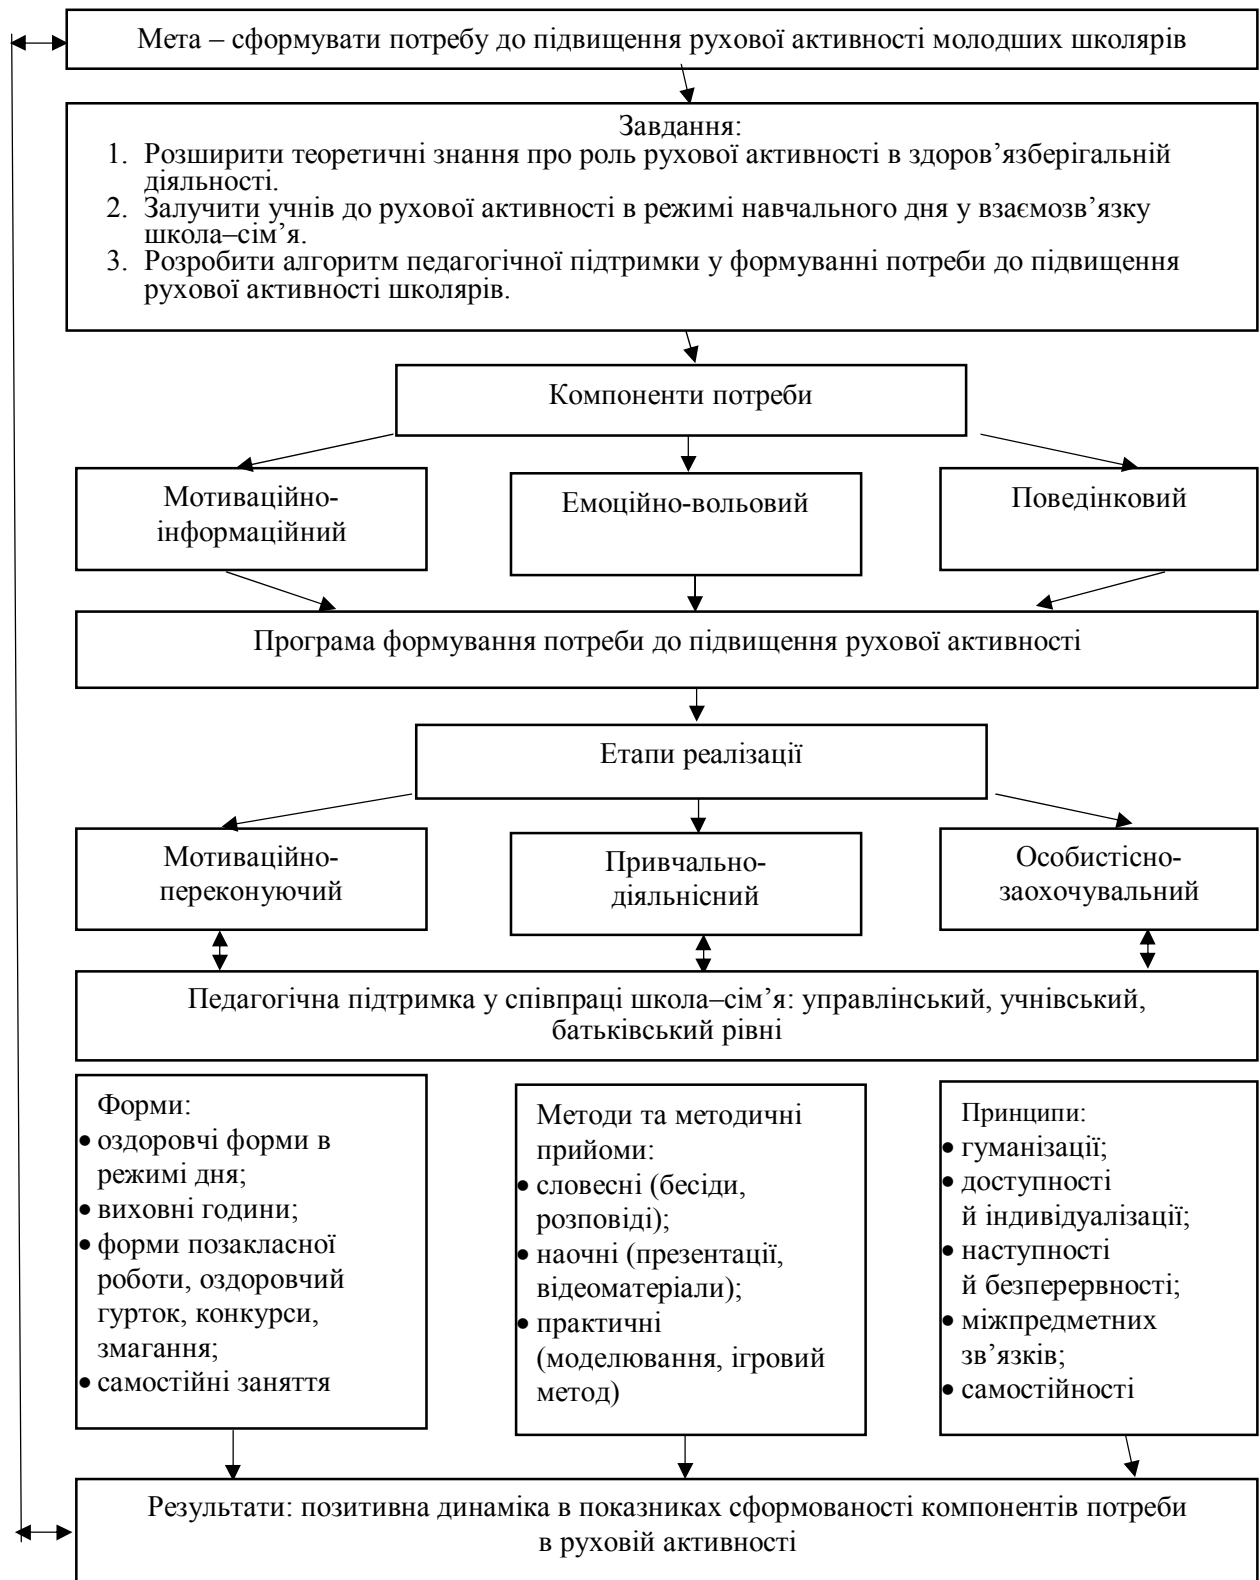 Мета – сформувати потребу до підвищення рухової активності молодших школярів
Завдання:
1. Розширити теоретичні знання про роль рухової активності в здоров’язберігальній
діяльності.
2. Залучити учнів до рухової активності в режимі навчального дня у взаємозв’язку
школа–сім’я.
3. Розробити алгоритм педагогічної підтримки у формуванні потреби до підвищення
рухової активності школярів.
Компоненти потреби
Мотиваційно-
інформаційний
Емоційно-вольовий
Поведінковий
Програма формування потреби до підвищення рухової активності
Етапи реалізації
Мотиваційно-
переконуючий
Привчально-
діяльнісний
Особистісно-
заохочувальний
Педагогічна підтримка у співпраці школа–сім’я: управлінський, учнівський,
батьківський рівні
Форми:
• оздоровчі форми в
режимі дня;
• виховні години;
• форми позакласної
роботи, оздоровчий
гурток, конкурси,
змагання;
• самостійні заняття
Методи та методичні
прийоми:
• словесні (бесіди,
розповіді);
• наочні (презентації,
відеоматеріали);
• практичні
(моделювання, ігровий
метод)
Принципи:
• гуманізації;
• доступності
й індивідуалізації;
• наступності
й безперервності;
• міжпредметних
зв’язків;
• самостійності
Результати: позитивна динаміка в показниках сформованості компонентів потреби
в руховій активності